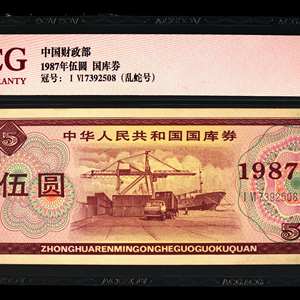 CG
RRANTY
中国财政部
1987年伍圆 国库券
冠号: I VI7392508 (乱蛇号)
5
中华人民共和国国库券
5
伍圆
1987
I VI7392508
ZHONGHUARENMINGONGHEGUOGUOKUQUAN